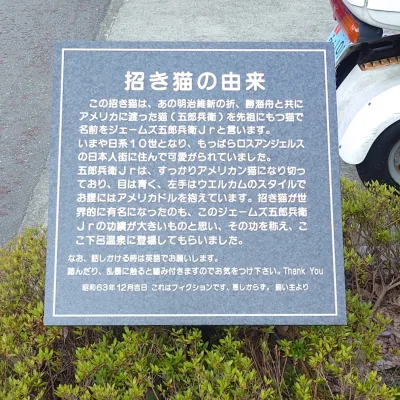 招き猫の由来
この招き猫は、あの明治維新の折、勝海舟と共に
アメリカに渡った猫（五郎兵衛）を先祖にもつ猫で
名前をジェームズ五郎兵衛Ｊｒと言います。
いまや日系１０世となり、もっぱらロスアンジェルス
の日本人街に住んで可愛がられていました。
五郎兵衛Ｊｒは、すっかりアメリカン猫になり切っ
ており、目は青く、左手はウエルカムのスタイルで
お腹にはアメリカドルを抱えています。招き猫が世
界的に有名になったのも、このジェームズ五郎兵衛
Ｊｒの功績が大きいものと思い、その功を称え、こ
こ下呂温泉に登場してもらいました。
なお、話しかける時は英語でお願いします。
踏んだり、乱暴に触ると噛み付きますのでお気をつけ下さい。Thank You
昭和63年12月吉日 これはフィクションです、悪しからず。 飼い主より